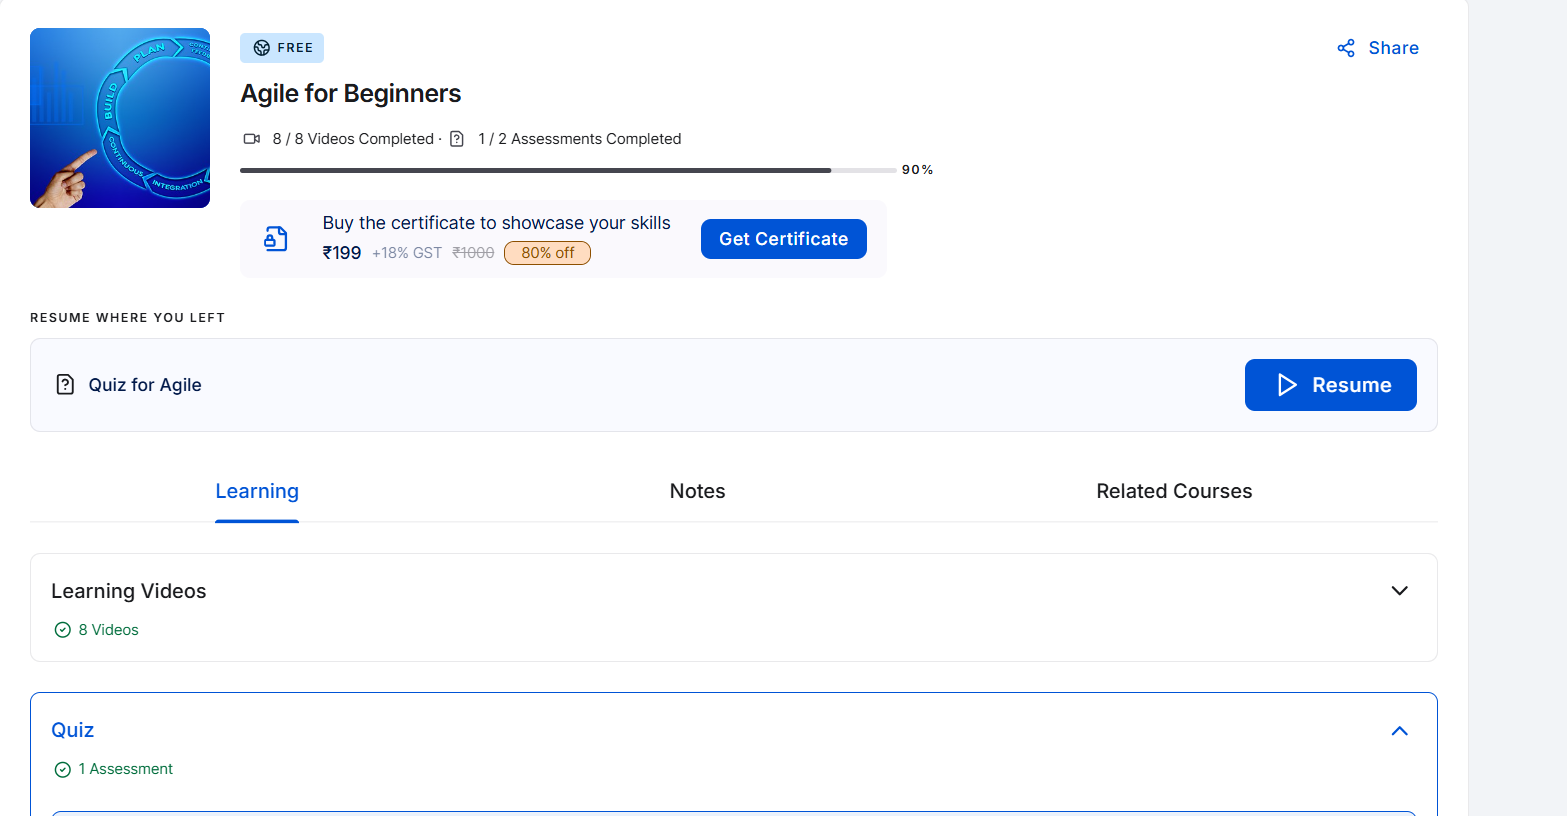 PLAN
BUILD
CONTINUOUS
INTEGRATION
FREE
Share
Agile for Beginners
8 / 8 Videos Completed · 1 / 2 Assessments Completed
90%
Buy the certificate to showcase your skills
₹199 +18% GST ₹1000 80% off
Get Certificate
RESUME WHERE YOU LEFT
Quiz for Agile
Resume
Learning
Notes
Related Courses
Learning Videos
8 Videos
Quiz
1 Assessment